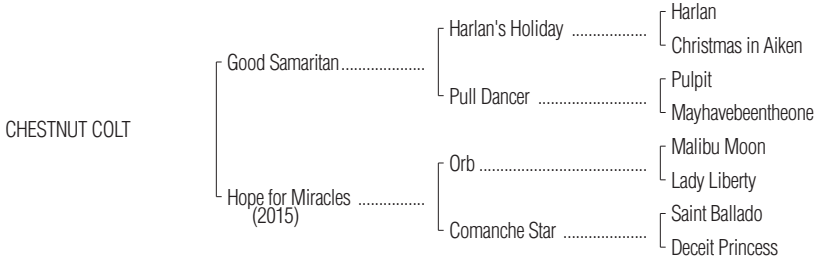 Harlan
Harlan's Holiday ..................
Christmas in Aiken
Good Samaritan....................
Pulpit
Pull Dancer .........................
Mayhavebeentheone
CHESTNUT COLT
Malibu Moon
Orb ........................................
Lady Liberty
Hope for Miracles ................
(2015)
Saint Ballado
Comanche Star ....................
Deceit Princess